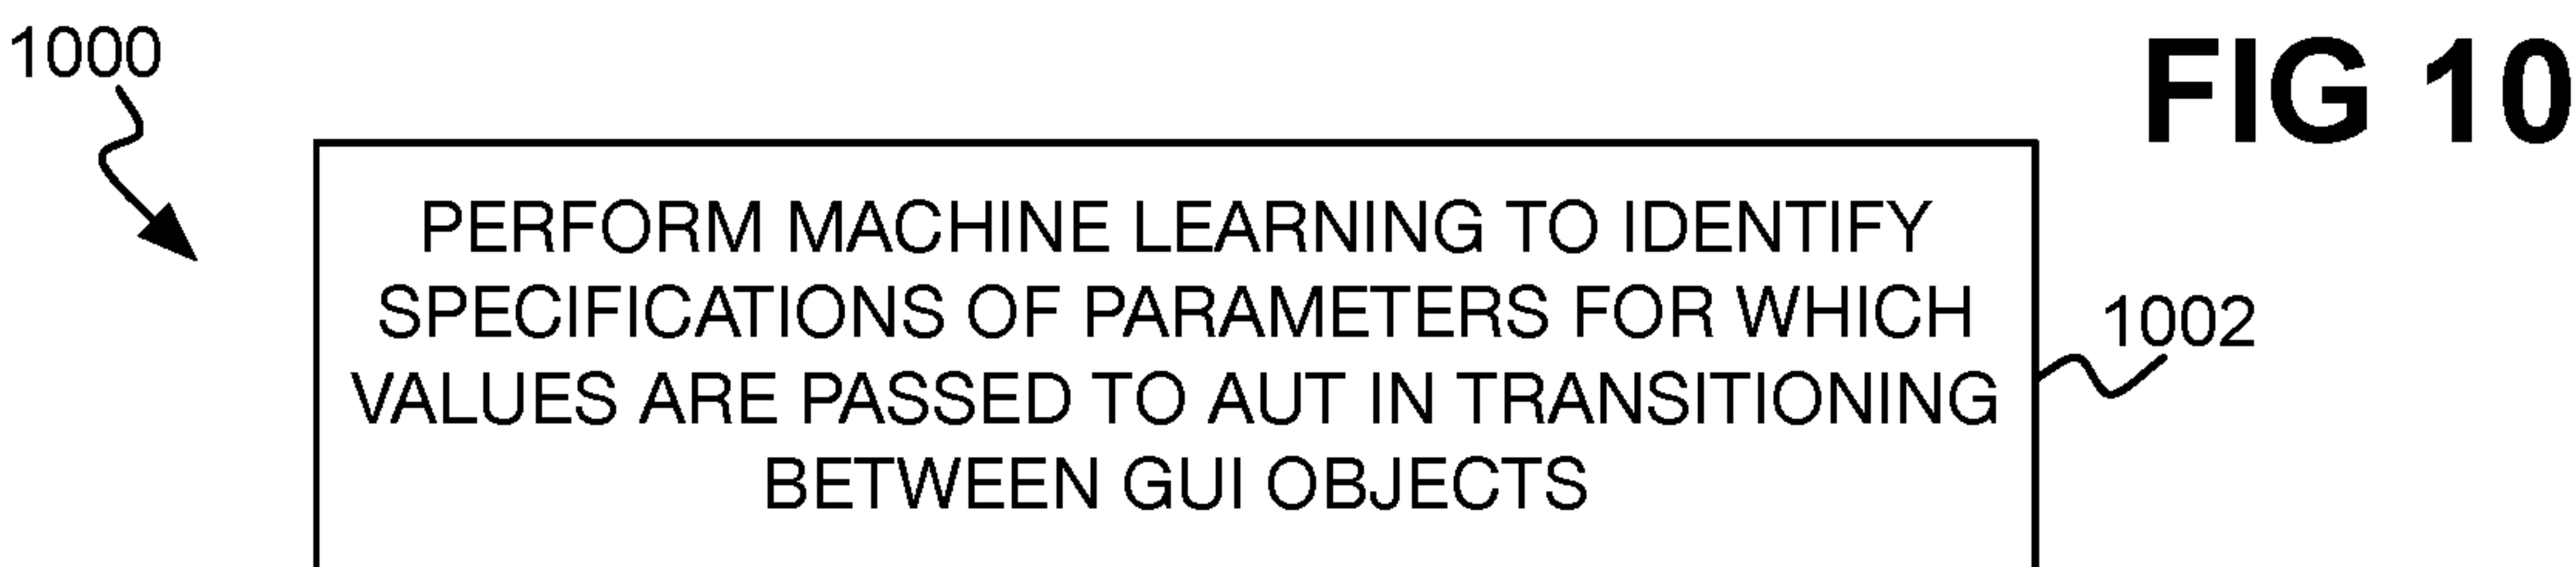 1000
FIG 10
PERFORM MACHINE LEARNING TO IDENTIFY
SPECIFICATIONS OF PARAMETERS FOR WHICH
VALUES ARE PASSED TO AUT IN TRANSITIONING
BETWEEN GUI OBJECTS
1002